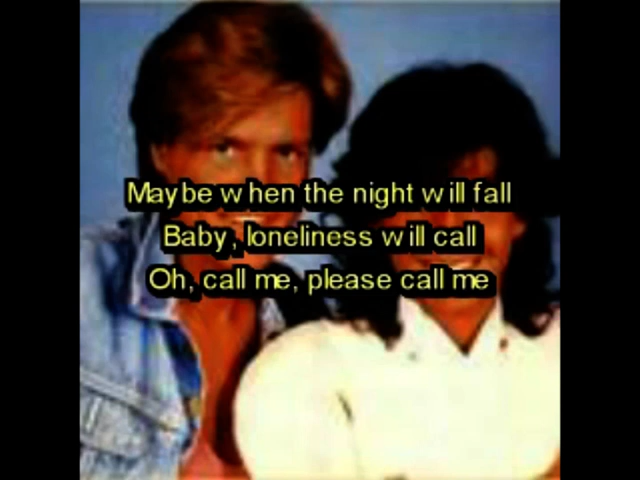 Maybe when the night will fall
Baby, loneliness will call
Oh, call me, please call me